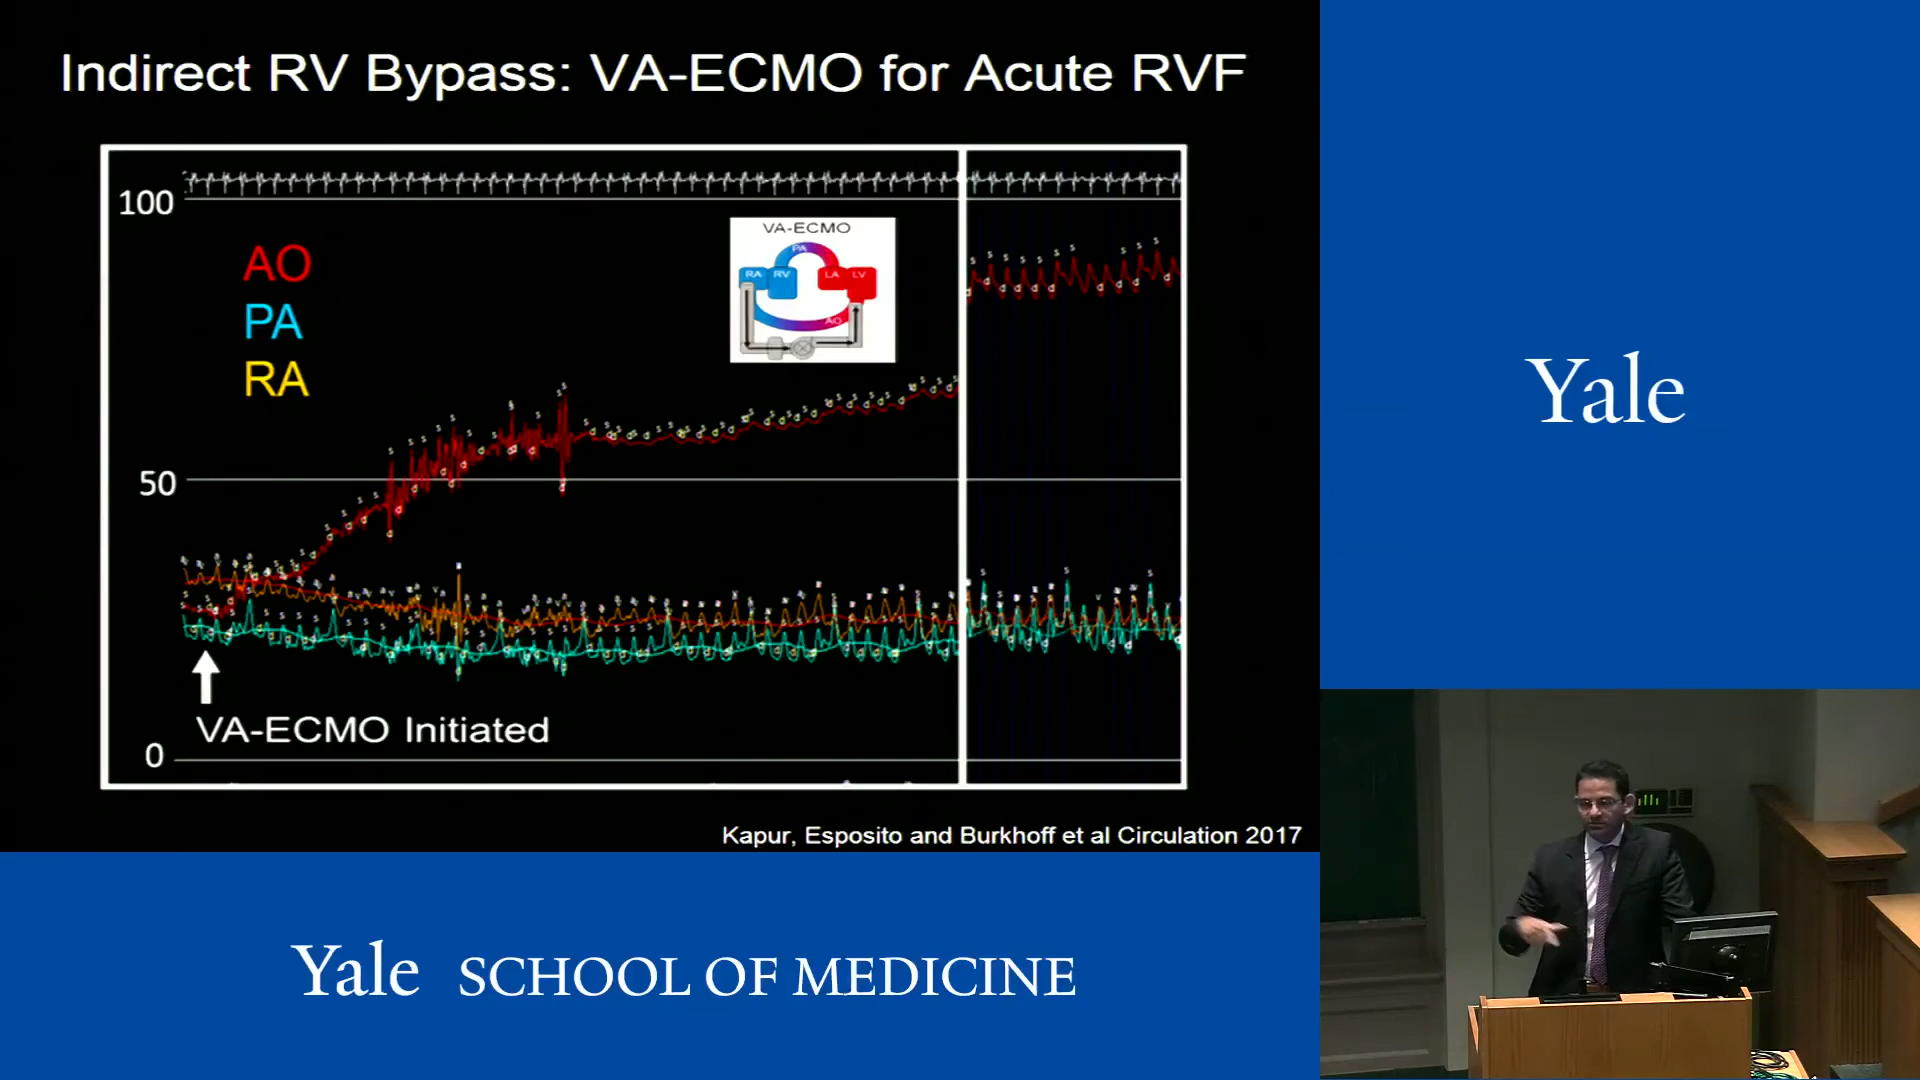 Indirect RV Bypass: VA-ECMO for Acute RVF
100
AO
PA
RA
VA-ECMO
PA
RA RV LA LV
AO
50
VA-ECMO Initiated
0
Kapur, Esposito and Burkhoff et al Circulation 2017
Yale
Yale SCHOOL OF MEDICINE